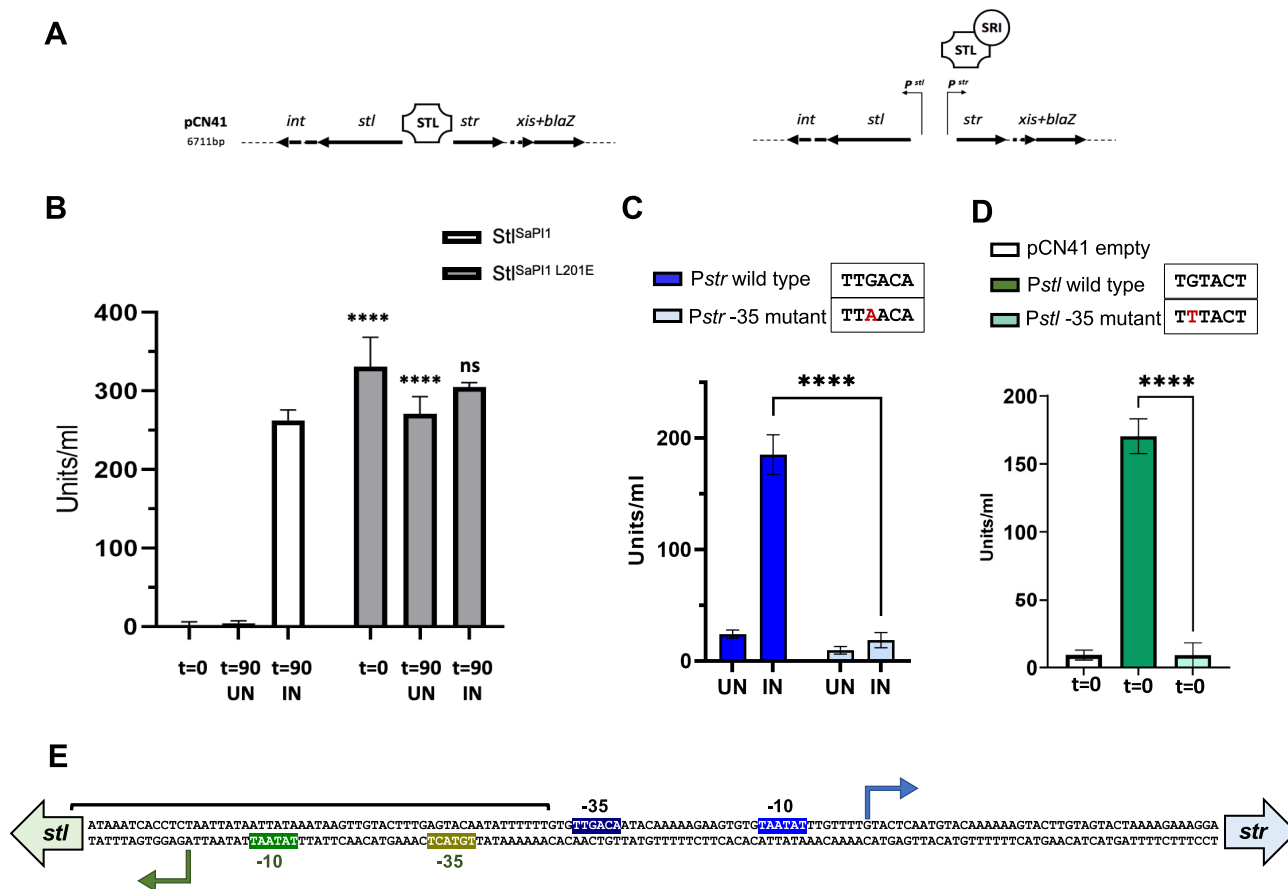 A
pCN41
6711bp
int stl STL str xis+blaZ
SRI
STL
P stl P str
int stl str xis+blaZ
B
Stl SaPI1
Stl SaPI1 L201E
Units/ml
400
300
200
100
0
****
****
ns
t=0 t=90 UN t=90 IN t=0 t=90 UN t=90 IN
C
Pstr wild type TTGACA
Pstr -35 mutant TTAACA
Units/ml
200
100
0
****
UN IN UN IN
D
pCN41 empty
Pstl wild type TGTACT
Pstl -35 mutant TTTACT
Units/ml
200
150
100
50
0
****
t=0 t=0 t=0
E
-35 -10
stl
ATAAATCACCTCTAATTATAATTATAAATAAGTTGTACTTTGAGTACAATATTTTTTGTGTTGACAATACAAAAAGAAGTGTGTAATATTTGTTTTGTACTCAATGTACAAAAAAGTACTTGTAGTACTAAAAGAAAGGA
TATTTAGTGGAGATTAATATTAATATTTATTCAACATGAAACTCATGTTATAAAAAACACAACTGTTATGTTTTTCTTCACACATTATAAACAAAACATGAGTTACATGTTTTTTCATGAACATCATGATTTTCTTTCCT
str
-10 -35